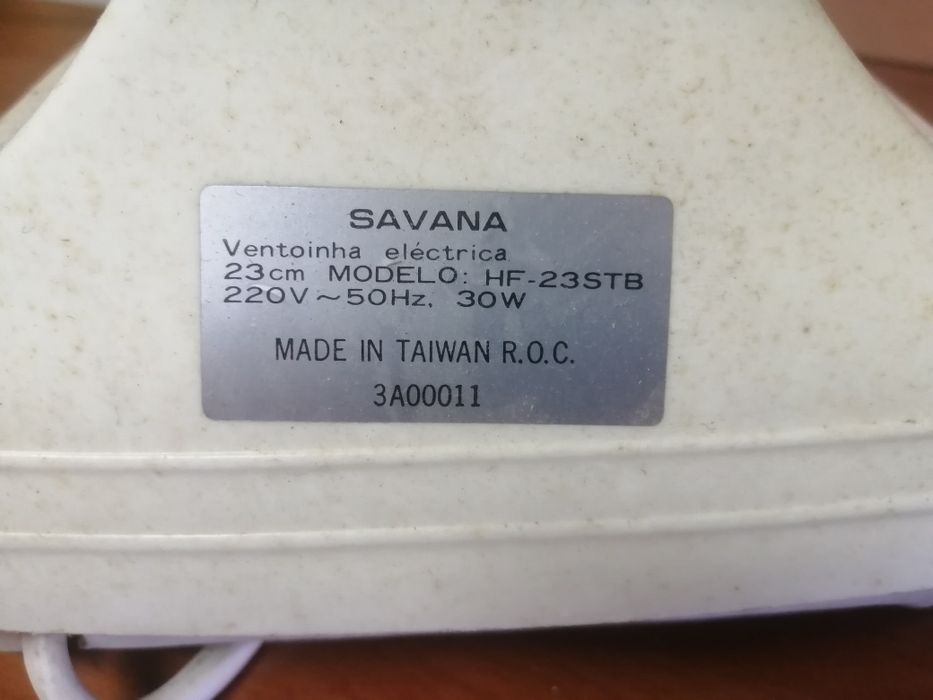 SAVANA
Ventoinha eléctrica
23cm MODELO: HF-23STB
220V ~ 50Hz, 30W
MADE IN TAIWAN R.O.C.
3A00011